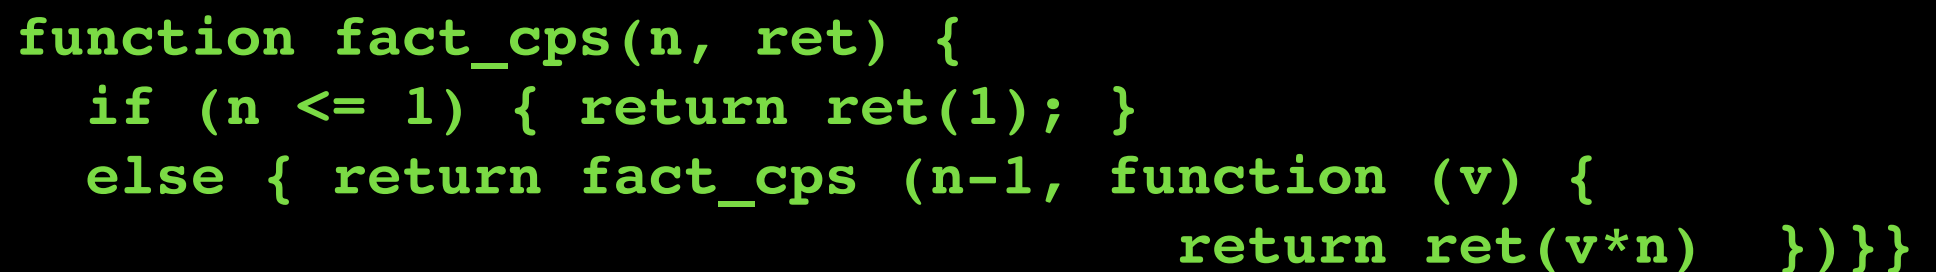 function fact_cps(n, ret) {
  if (n <= 1) { return ret(1); }
  else { return fact_cps (n-1, function (v) {
                                 return ret(v*n)  })}}